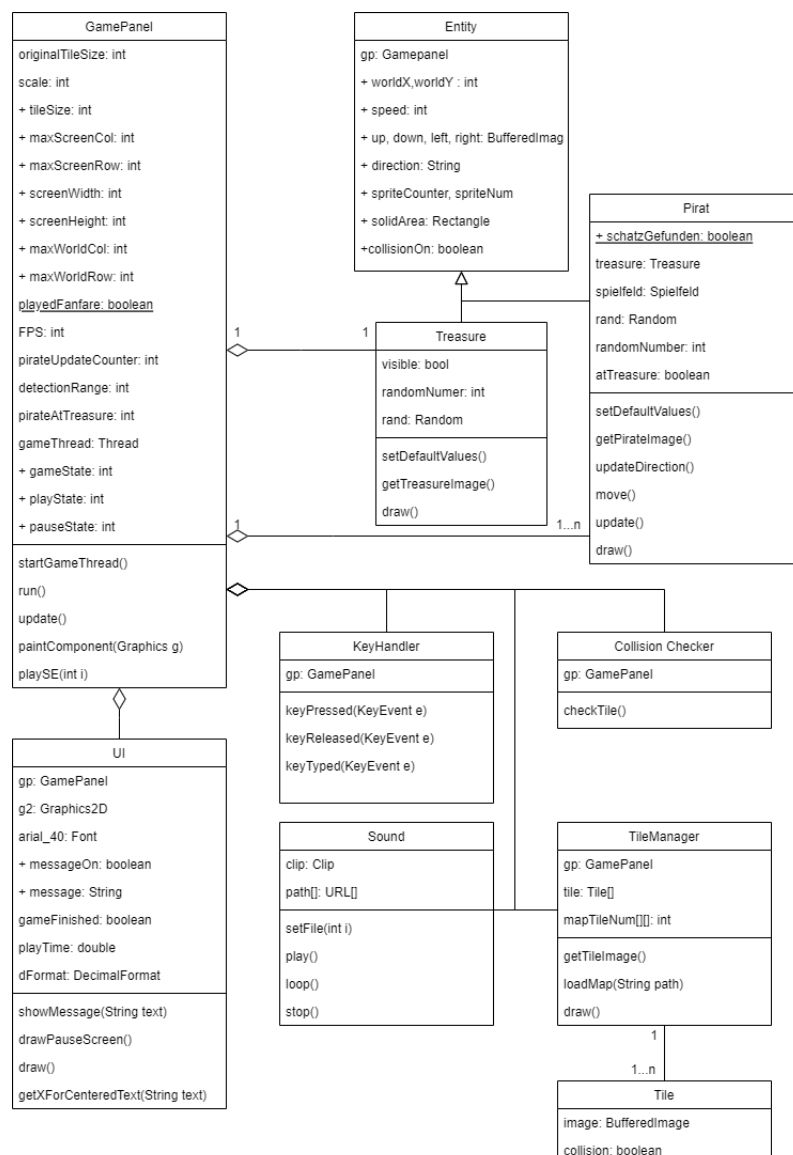 GamePanel
originalTileSize: int
scale: int
+ tileSize: int
+ maxScreenCol: int
+ maxScreenRow: int
+ screenWidth: int
+ screenHeight: int
+ maxWorldCol: int
+ maxWorldRow: int
playedFanfare: boolean
FPS: int
pirateUpdateCounter: int
detectionRange: int
pirateAtTreasure: int
gameThread: Thread
+ gameState: int
+ playState: int
+ pauseState: int
startGameThread()
run()
update()
paintComponent(Graphics g)
playSE(int i)
Entity
gp: Gamepanel
+ worldX,worldY : int
+ speed: int
+ up, down, left, right: BufferedImag
+ direction: String
+ spriteCounter, spriteNum
+ solidArea: Rectangle
+collisionOn: boolean
Pirat
+ schatzGefunden: boolean
treasure: Treasure
spielfeld: Spielfeld
rand: Random
randomNumber: int
atTreasure: boolean
setDefaultValues()
getPirateImage()
updateDirection()
move()
update()
draw()
1
1
Treasure
visible: bool
randomNumer: int
rand: Random
setDefaultValues()
getTreasureImage()
draw()
1
1...n
KeyHandler
gp: GamePanel
keyPressed(KeyEvent e)
keyReleased(KeyEvent e)
keyTyped(KeyEvent e)
Collision Checker
gp: GamePanel
checkTile()
UI
gp: GamePanel
g2: Graphics2D
arial_40: Font
+ messageOn: boolean
+ message: String
gameFinished: boolean
playTime: double
dFormat: DecimalFormat
showMessage(String text)
drawPauseScreen()
draw()
getXForCenteredText(String text)
Sound
clip: Clip
path[]: URL[]
setFile(int i)
play()
loop()
stop()
TileManager
gp: GamePanel
tile: Tile[]
mapTileNum[][]: int
getTileImage()
loadMap(String path)
draw()
1
1...n
Tile
image: BufferedImage
collision: boolean